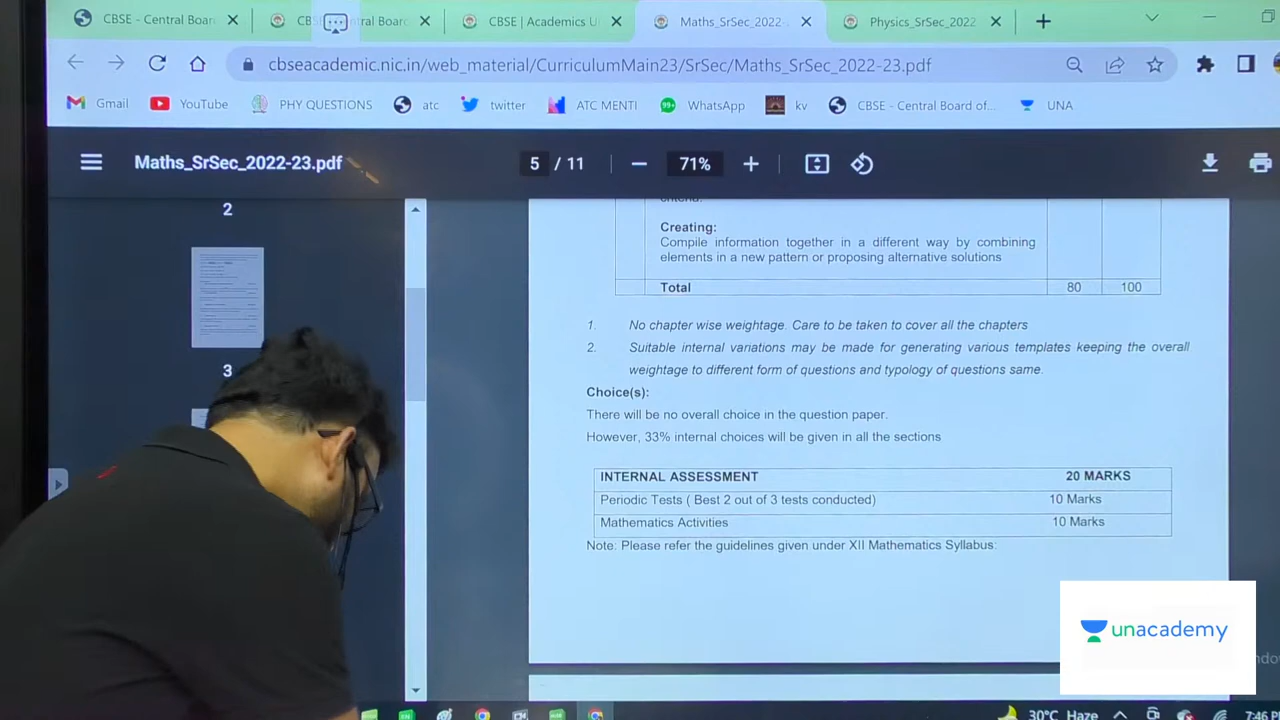 CBSE - Central Boar
CBS
ral Board
CBSE | Academics U
Maths_SrSec_2022-
Physics_SrSec_2022
cbseacademic.nic.in/web_material/CurriculumMain23/SrSec/Maths_SrSec_2022-23.pdf
Gmail
YouTube
PHY QUESTIONS
atc
twitter
ATC MENTI
99+
WhatsApp
kv
CBSE - Central Board of...
UNA
Maths_SrSec_2022-23.pdf
5 / 11
71%
2
3
criteria.
Creating:
Compile information together in a different way by combining
elements in a new pattern or proposing alternative solutions
Total 80 100
1. No chapter wise weightage. Care to be taken to cover all the chapters
2. Suitable internal variations may be made for generating various templates keeping the overall
weightage to different form of questions and typology of questions same.
Choice(s):
There will be no overall choice in the question paper.
However, 33% internal choices will be given in all the sections
INTERNAL ASSESSMENT 20 MARKS
Periodic Tests ( Best 2 out of 3 tests conducted) 10 Marks
Mathematics Activities 10 Marks
Note: Please refer the guidelines given under XII Mathematics Syllabus:
unacademy
30°C Haze
7:46 P